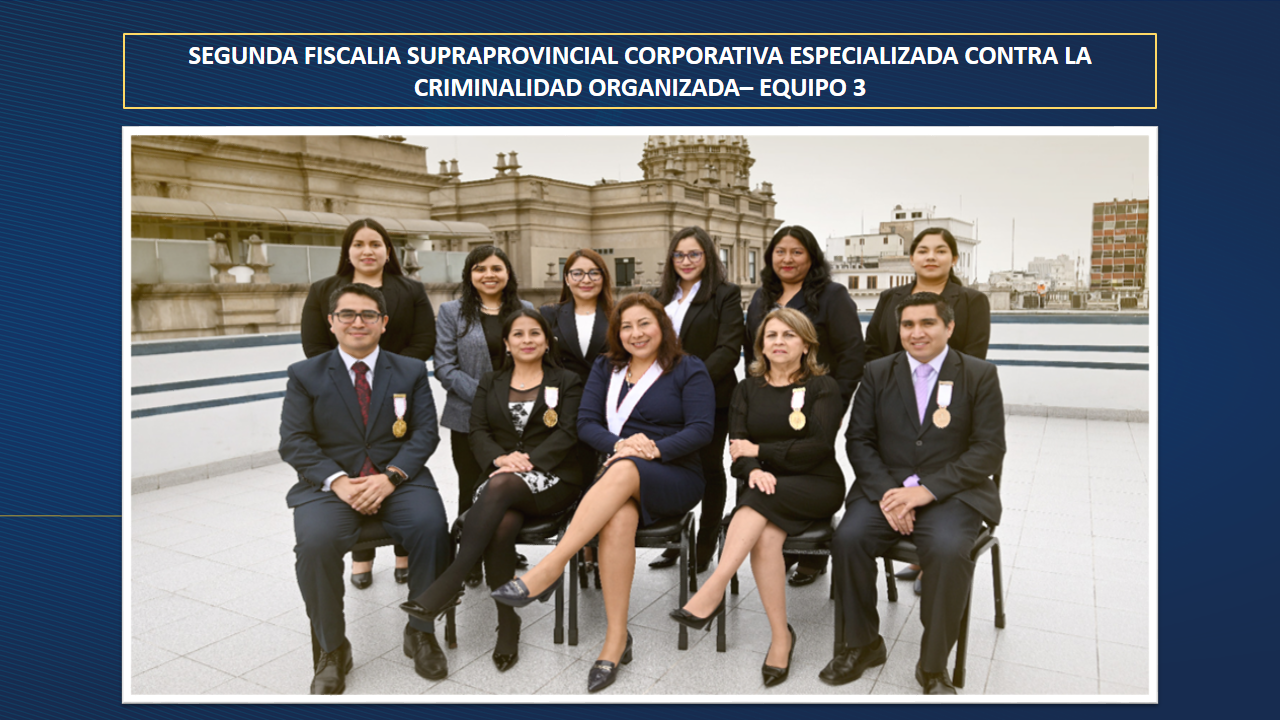 SEGUNDA FISCALIA SUPRAPROVINCIAL CORPORATIVA ESPECIALIZADA CONTRA LA
CRIMINALIDAD ORGANIZADA– EQUIPO 3